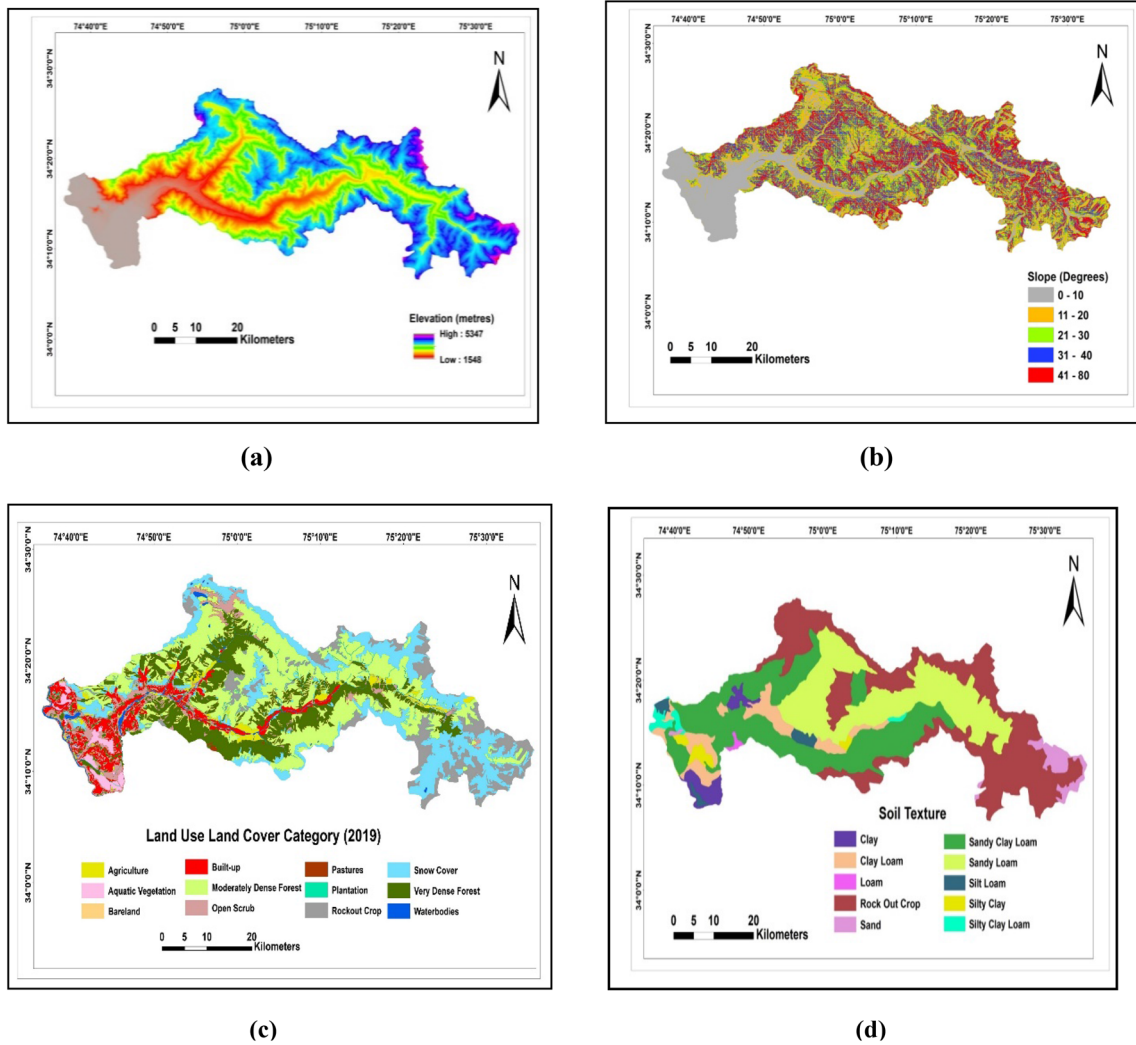 74°40'0"E 74°50'0"E 75°0'0"E 75°10'0"E 75°20'0"E 75°30'0"E
34°30'0"N
34°20'0"N
34°10'0"N
34°0'0"N
N
0 5 10 20
Kilometers
Elevation (metres)
High : 5347
Low : 1548
(a)
74°40'0"E 74°50'0"E 75°0'0"E 75°10'0"E 75°20'0"E 75°30'0"E
34°30'0"N
34°20'0"N
34°10'0"N
34°0'0"N
N
Slope (Degrees)
0 - 10
11 - 20
21 - 30
31 - 40
41 - 80
0 5 10 20
Kilometers
(b)
74°40'0"E 74°50'0"E 75°0'0"E 75°10'0"E 75°20'0"E 75°30'0"E
34°30'0"N
34°20'0"N
34°10'0"N
34°0'0"N
N
Land Use Land Cover Category (2019)
Agriculture Built-up Pastures Snow Cover
Aquatic Vegetation Moderately Dense Forest Plantation Very Dense Forest
Bareland Open Scrub Rockout Crop Waterbodies
0 5 10 20
Kilometers
(c)
74°40'0"E 74°50'0"E 75°0'0"E 75°10'0"E 75°20'0"E 75°30'0"E
34°30'0"N
34°20'0"N
34°10'0"N
34°0'0"N
N
Soil Texture
Clay Sandy Clay Loam
Clay Loam Sandy Loam
Loam Silt Loam
Rock Out Crop Silty Clay
Sand Silty Clay Loam
0 5 10 20
Kilometers
(d)